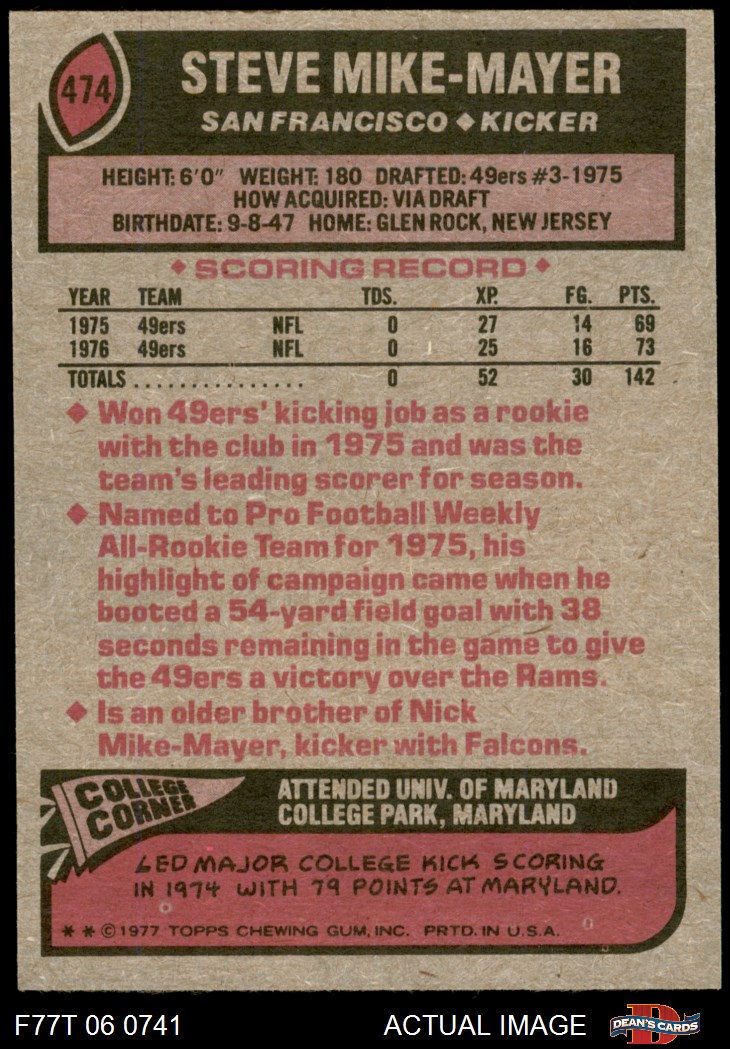 474
STEVE MIKE-MAYER
SAN FRANCISCO ◆ KICKER
HEIGHT: 6'0" WEIGHT: 180 DRAFTED: 49ers #3-1975
HOW ACQUIRED: VIA DRAFT
BIRTHDATE: 9-8-47 HOME: GLEN ROCK, NEW JERSEY
◆ SCORING RECORD ◆
YEAR TEAM TDS. XP. FG. PTS.
1975 49ers NFL 0 27 14 69
1976 49ers NFL 0 25 16 73
TOTALS ................ 0 52 30 142
◆ Won 49ers' kicking job as a rookie
with the club in 1975 and was the
team's leading scorer for season.
◆ Named to Pro Football Weekly
All-Rookie Team for 1975, his
highlight of campaign came when he
booted a 54-yard field goal with 38
seconds remaining in the game to give
the 49ers a victory over the Rams.
◆ Is an older brother of Nick
Mike-Mayer, kicker with Falcons.
COLLEGE
CORNER
ATTENDED UNIV. OF MARYLAND
COLLEGE PARK, MARYLAND
LED MAJOR COLLEGE KICK SCORING
IN 1974 WITH 79 POINTS AT MARYLAND.
* * © 1977 TOPPS CHEWING GUM, INC. PRTD. IN U.S.A.
F77T 06 0741 ACTUAL IMAGE
D
DEAN'S CARDS